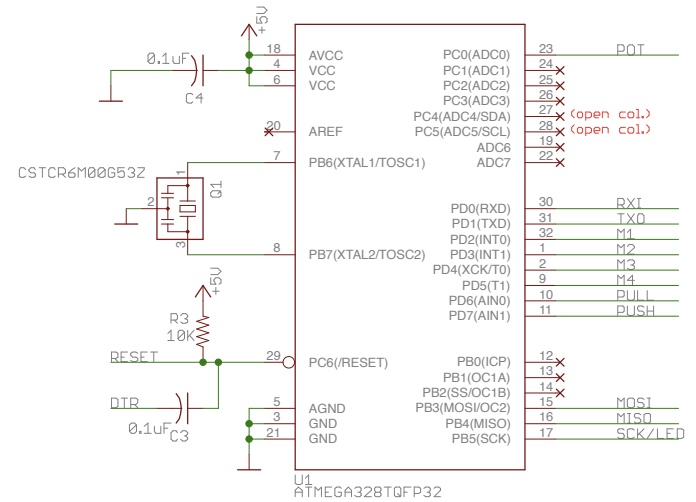 +5V
0.1uF
C4
18 AVCC PC0(ADC0) 23 POT
4 VCC PC1(ADC1) 24
6 VCC PC2(ADC2) 25
PC3(ADC3) 26
PC4(ADC4/SDA) 27 (open col.)
20 AREF PC5(ADC5/SCL) 28 (open col.)
ADC6 19
7 PB6(XTAL1/TOSC1) ADC7 22
CSTCR6M00G53Z
1
2
3
Q1
PD0(RXD) 30 RXI
PD1(TXD) 31 TXO
PD2(INT0) 32 M1
8 PB7(XTAL2/TOSC2) PD3(INT1) 1 M2
PD4(XCK/T0) 2 M3
PD5(T1) 9 M4
PD6(AIN0) 10 PULL
PD7(AIN1) 11 PUSH
+5V
R3
10K
RESET 29 PC6(/RESET) PB0(ICP) 12
PB1(OC1A) 13
PB2(SS/OC1B) 14
DTR 5 AGND PB3(MOSI/OC2) 15 MOSI
0.1uF C3 3 GND PB4(MISO) 16 MISO
21 GND PB5(SCK) 17 SCK/LED
U1
ATMEGA328TQFP32